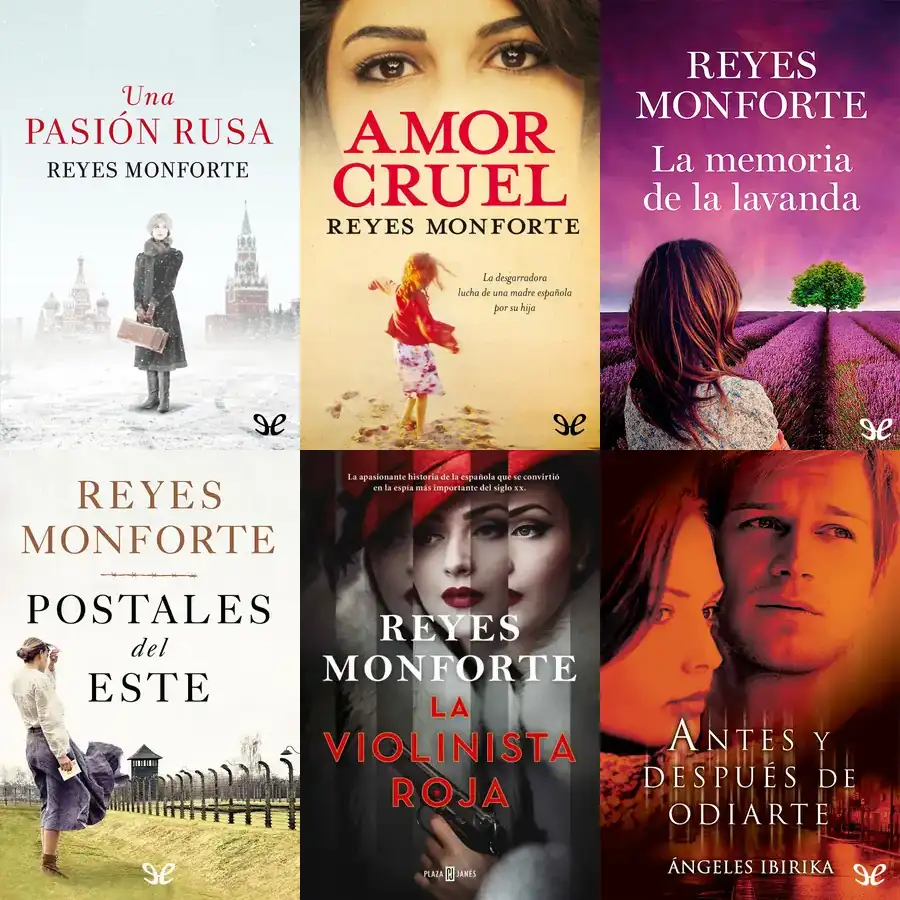 Una
PASIÓN RUSA
REYES MONFORTE
AMOR
CRUEL
REYES MONFORTE
La desgarradora
lucha de una madre española
por su hija
REYES
MONFORTE
La memoria
de la lavanda
REYES
MONFORTE
POSTALES
del
ESTE
La apasionante historia de la española que se convirtió
en la espía más importante del siglo XX.
REYES
MONFORTE
LA
VIOLINISTA
ROJA
PLAZA JANÉS
ANTES Y
DESPUÉS DE
ODIARTE
ÁNGELES IBIRIKA